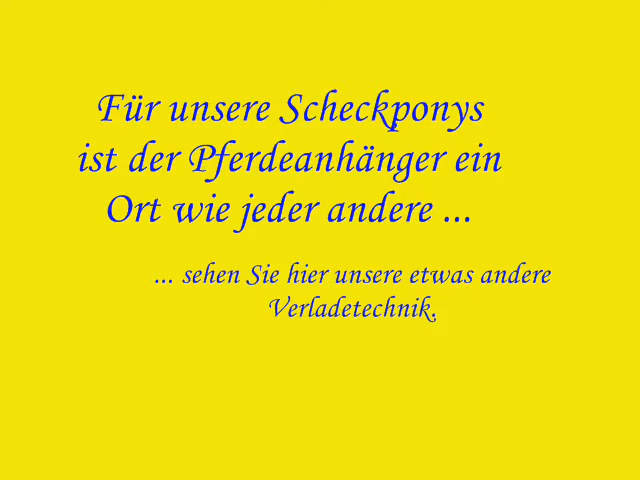 Für unsere Scheckponys
ist der Pferdeanhänger ein
Ort wie jeder andere ...
... sehen Sie hier unsere etwas andere
Verladetechnik.